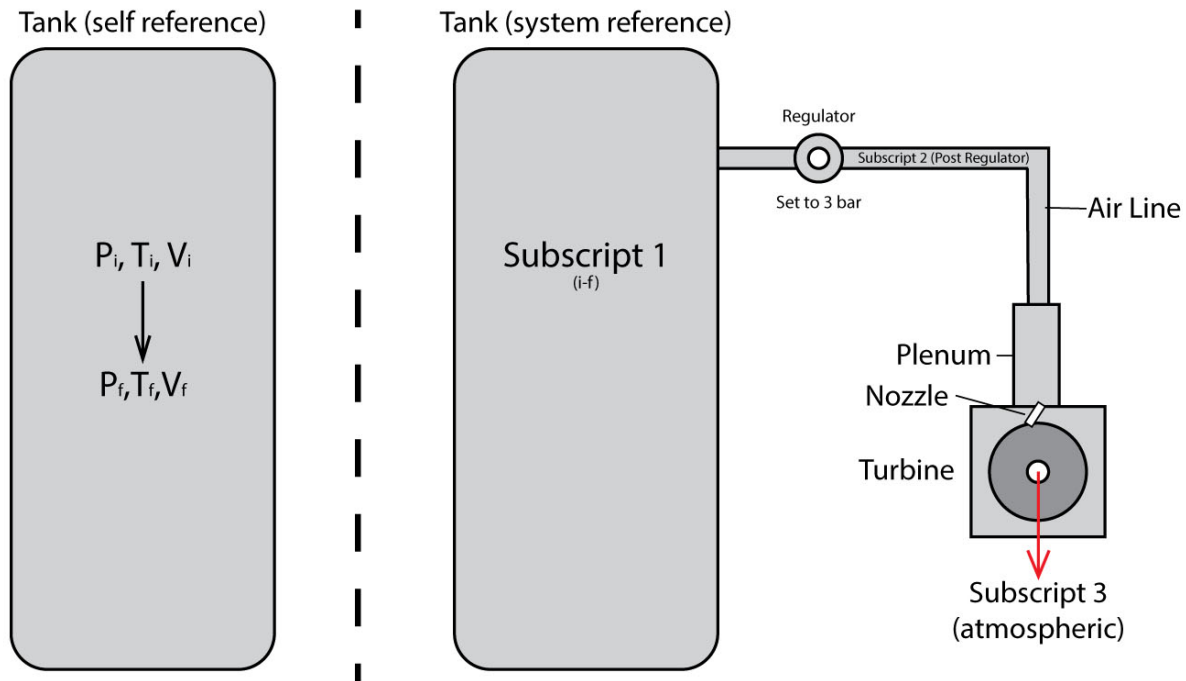 Tank (self reference)
Pi, Ti, Vi
Pf,Tf,Vf
Tank (system reference)
Subscript 1
(i-f)
Regulator
Subscript 2 (Post Regulator)
Set to 3 bar
Air Line
Plenum
Nozzle
Turbine
Subscript 3
(atmospheric)